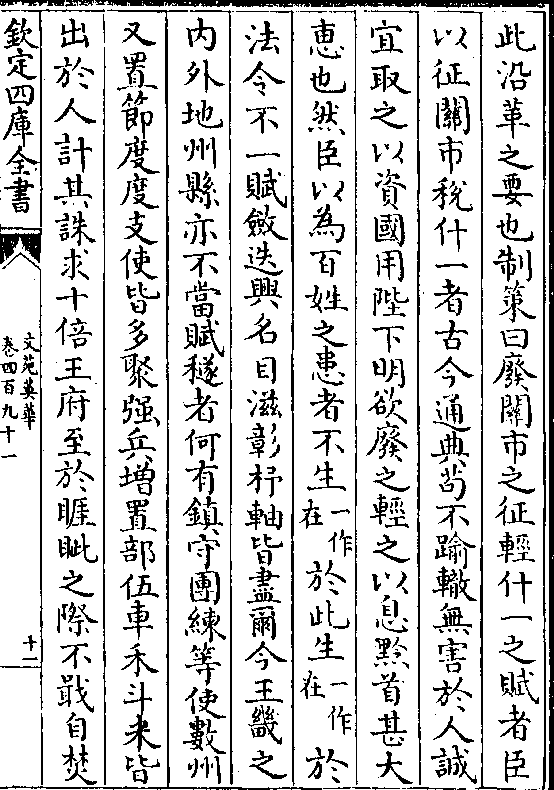 此沿革之要也制策曰廢關市之征輕什一之賦者臣
以征關市稅什一者古今通典茍不踰轍無害於人誠
宜取之以資國用陛下明欲廢之輕之以息黔首甚大
恵也然臣以為百姓之患者不生一作在於此生一作在於
法令不一賦斂迭興名目滋彰杼軸皆盡爾今王畿之
内外地州縣亦不當賦稼者何有鎮守團練等使數州
又置節度度支使皆多聚强兵増置部伍車禾斗米皆
出於人計其誅求十倍王府至於睚眦之際不戢自焚
欽定四庫全書
文苑英華
卷四百九十一
十一